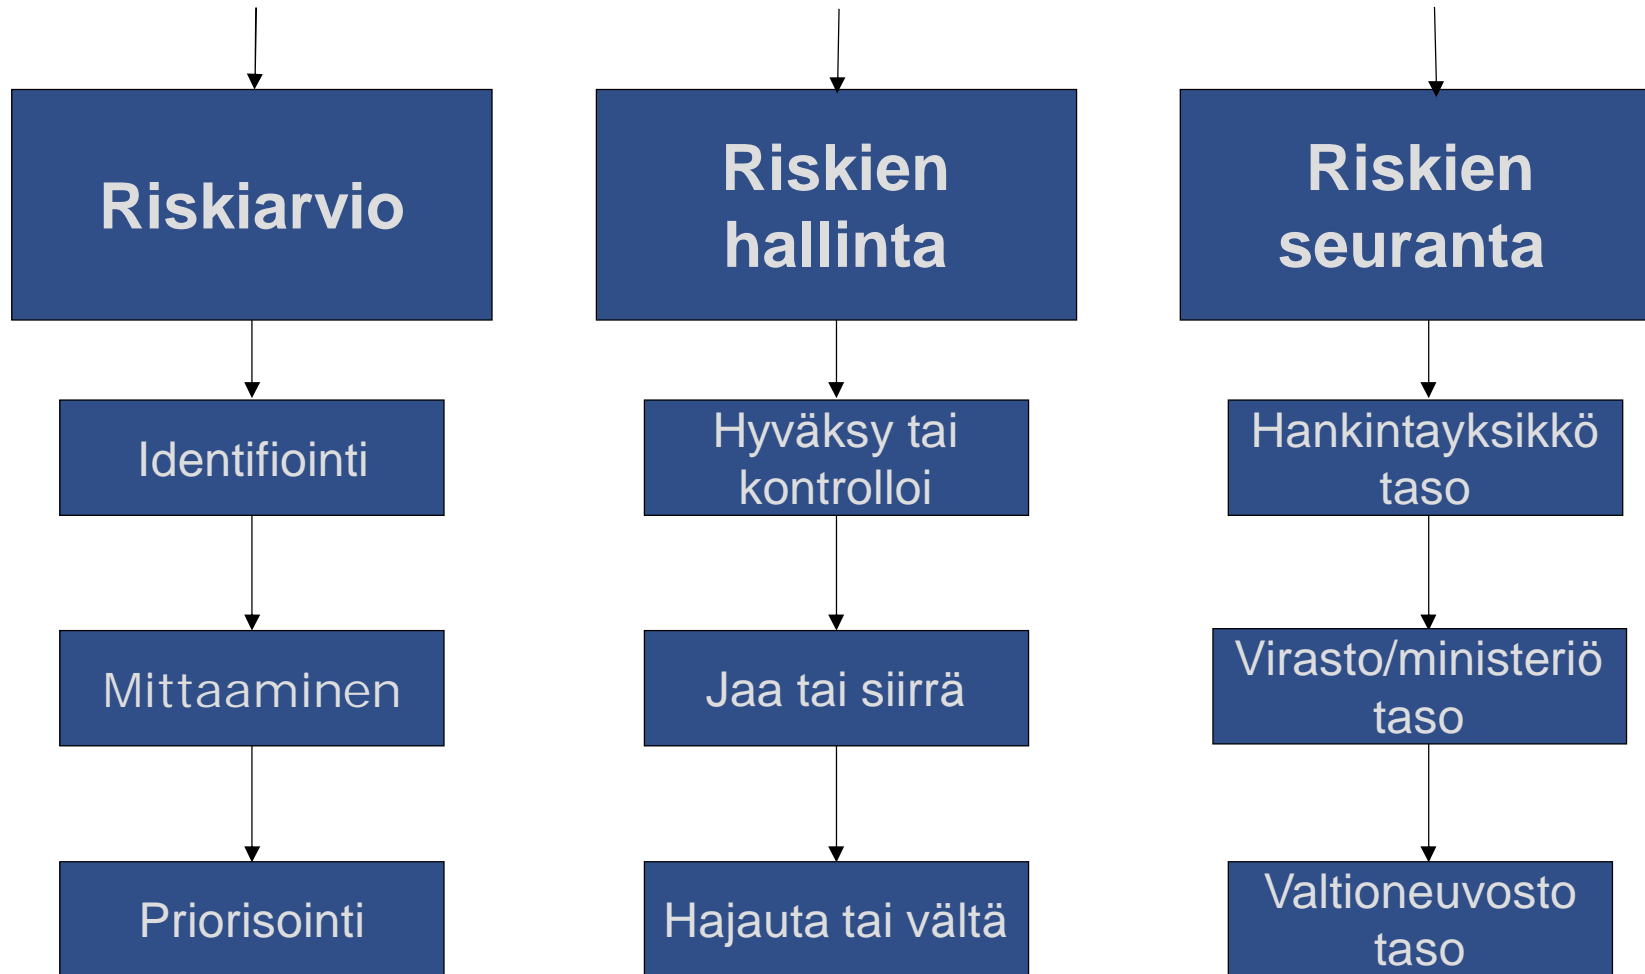 Riskiarvio
Identifiointi
Mittaaminen
Priorisointi
Riskien
hallinta
Hyväksy tai
kontrolloi
Jaa tai siirrä
Hajauta tai vältä
Riskien
seuranta
Hankintayksikkö
taso
Virasto/ministeriö
taso
Valtioneuvosto
taso